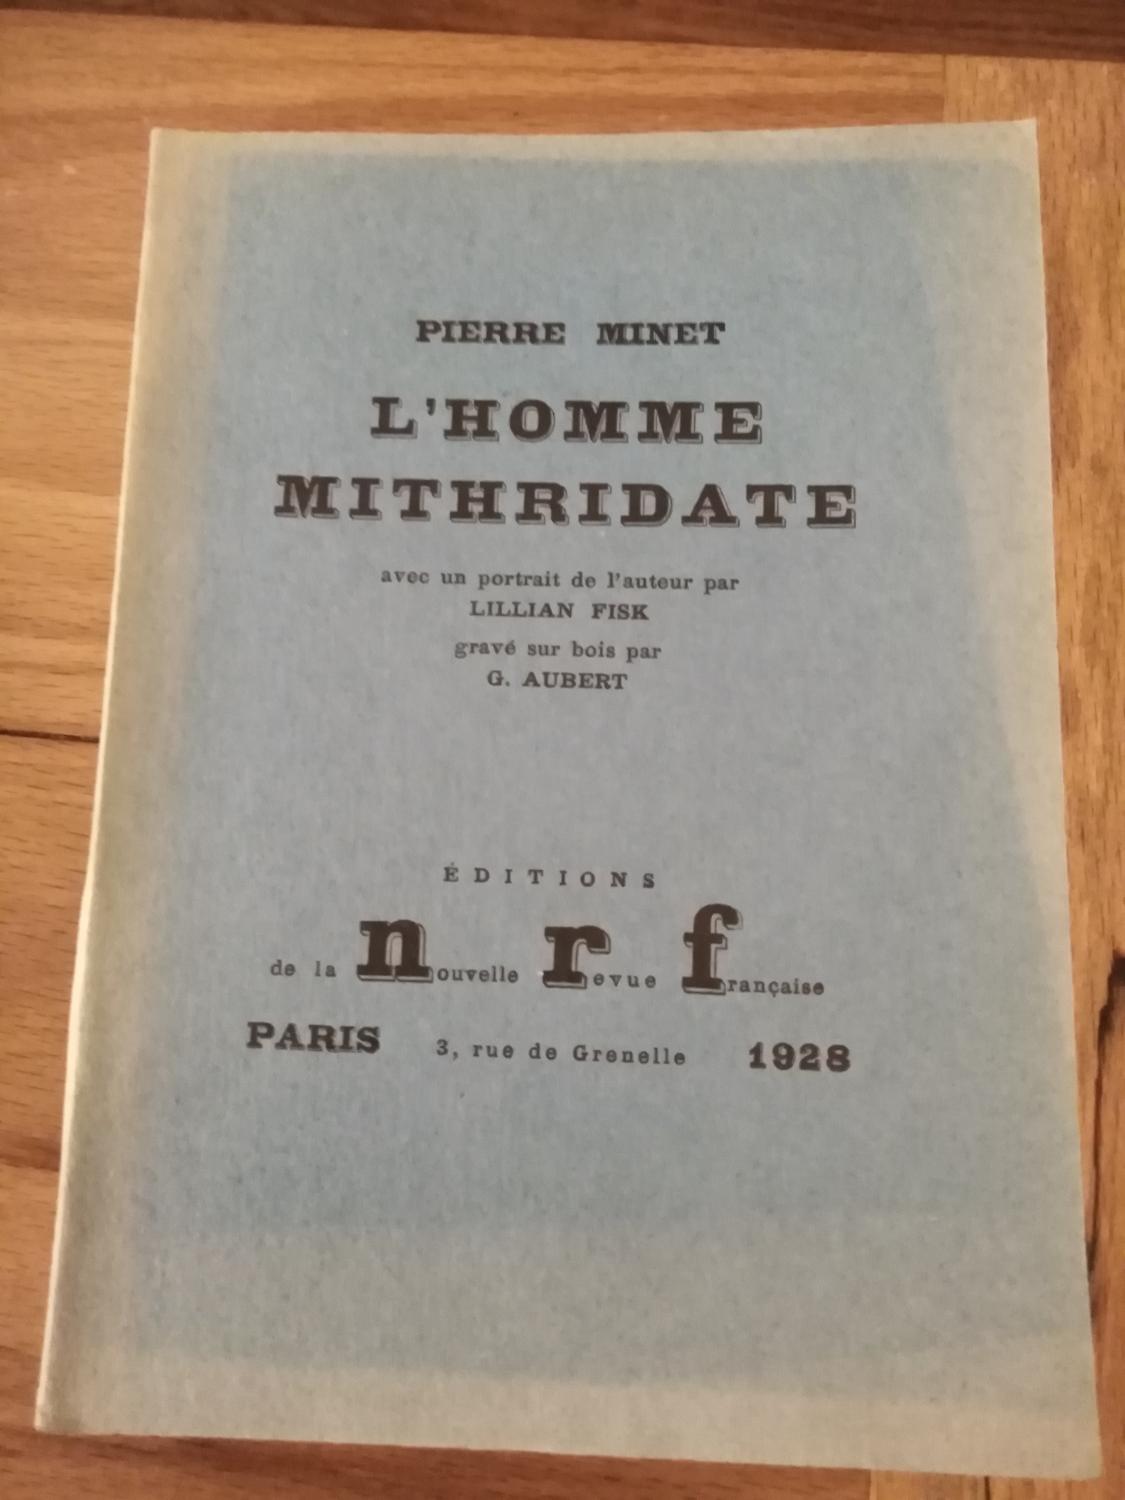 PIERRE MINET
L'HOMME
MITHRIDATE
avec un portrait de l'auteur par
LILLIAN FISK
gravé sur bois par
G. AUBERT
ÉDITIONS
de la nouvelle revue française
PARIS 3, rue de Grenelle 1928